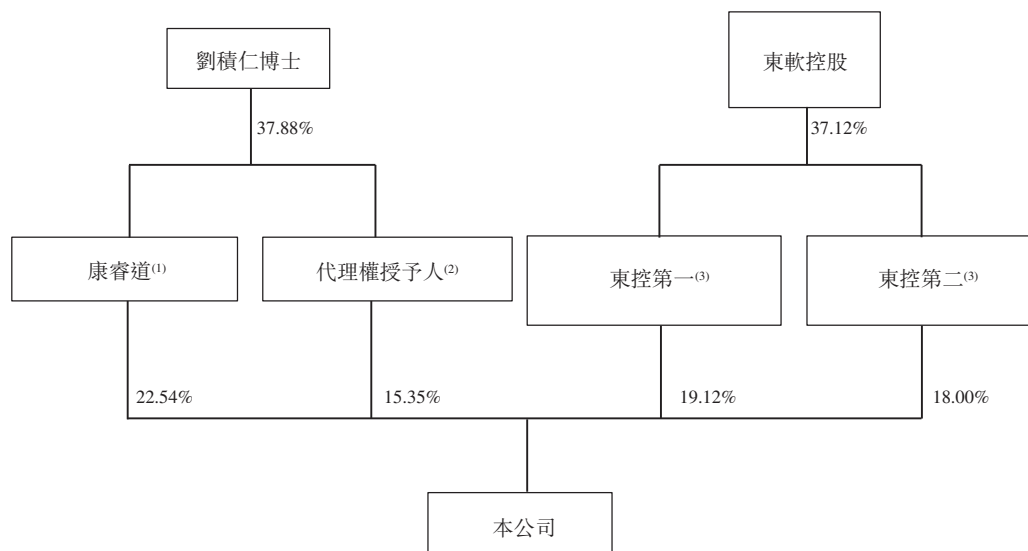 劉積仁博士
東軟控股
37.88%
37.12%
康睿道(1)
代理權授予人(2)
東控第一(3)
東控第二(3)
22.54%
15.35%
19.12%
18.00%
本公司